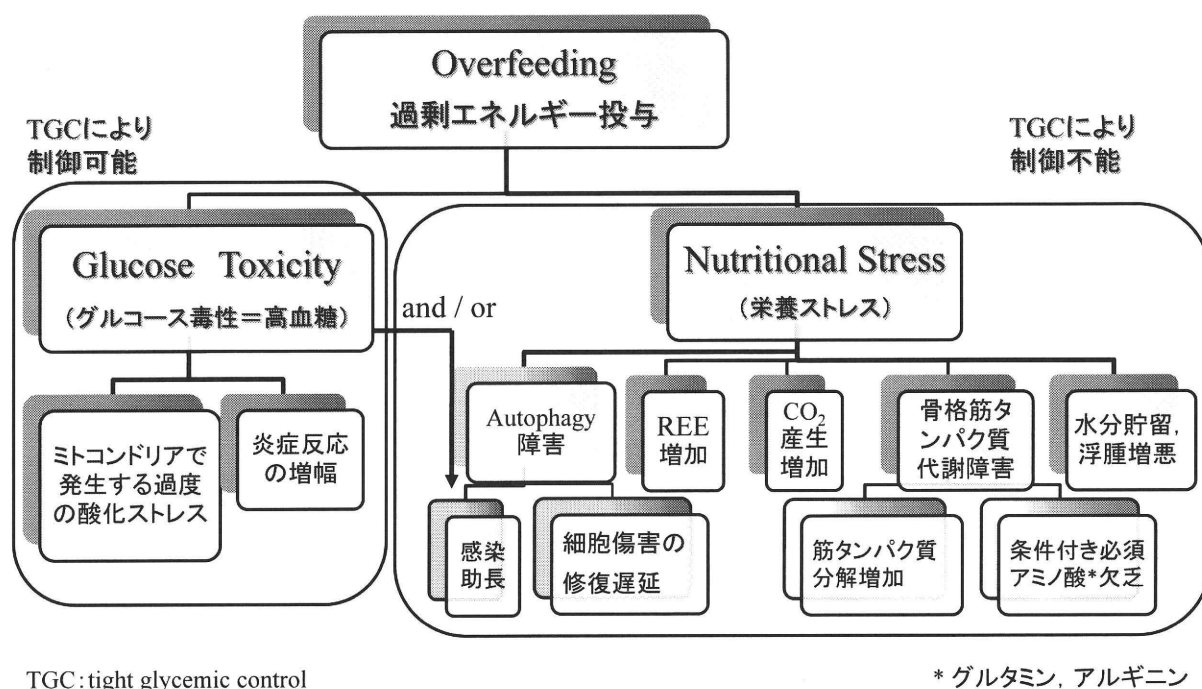 Overfeeding
過剰エネルギー投与
TGCにより
制御可能
TGCにより
制御不能
Glucose Toxicity
(グルコース毒性＝高血糖)
and / or
Nutritional Stress
(栄養ストレス)
ミトコンドリアで
発生する過度
の酸化ストレス
炎症反応
の増幅
Autophagy
障害
REE
増加
CO₂
産生
増加
骨格筋タ
ンパク質
代謝障害
水分貯留,
浮腫増悪
感染
助長
細胞傷害の
修復遅延
筋タンパク質
分解増加
条件付き必須
アミノ酸*欠乏
TGC：tight glycemic control
* グルタミン, アルギニン